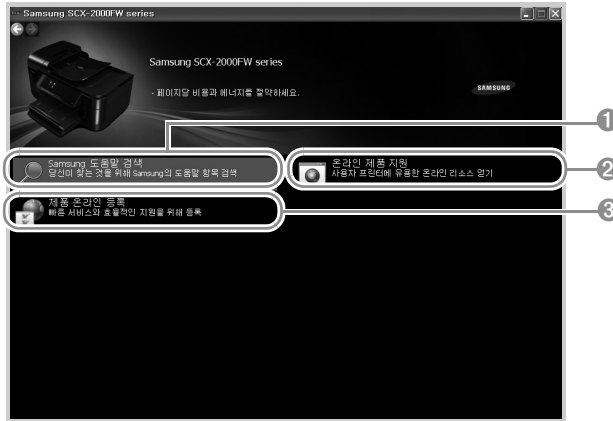 Samsung SCX-2000FW series
Samsung SCX-2000FW series
- 페이지당 비용과 에너지를 절약하세요.
SAMSUNG
1
Samsung 도움말 검색
당신이 찾는 것을 위해 Samsung의 도움말 항목 검색
온라인 제품 지원
사용자 프린터에 유용한 온라인 리소스 얻기
2
제품 온라인 등록
빠른 서비스와 효율적인 지원을 위해 등록
3